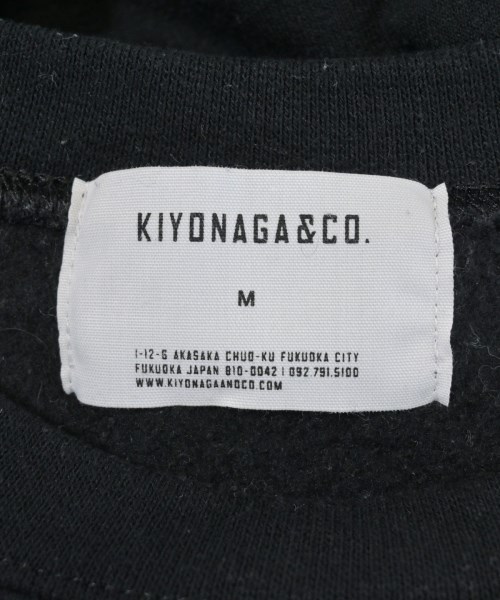 KIYONAGA&CO.
M
1-12-6 AKASAKA CHUO-KU FUKUOKA CITY
FUKUOKA JAPAN 810-0042 | 092.791.5100
WWW.KIYONAGAANDCO.COM